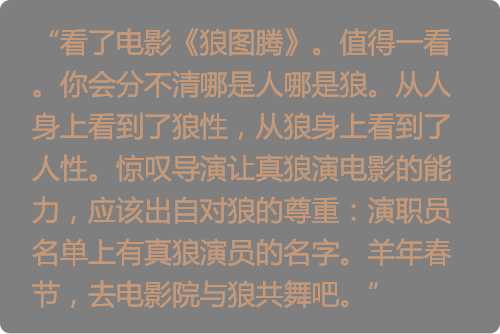 “看了电影《狼图腾》。值得一看
。你会分不清哪是人哪是狼。从人
身上看到了狼性，从狼身上看到了
人性。惊叹导演让真狼演电影的能
力，应该出自对狼的尊重：演职员
名单上有真狼演员的名字。羊年春
节，去电影院与狼共舞吧。”